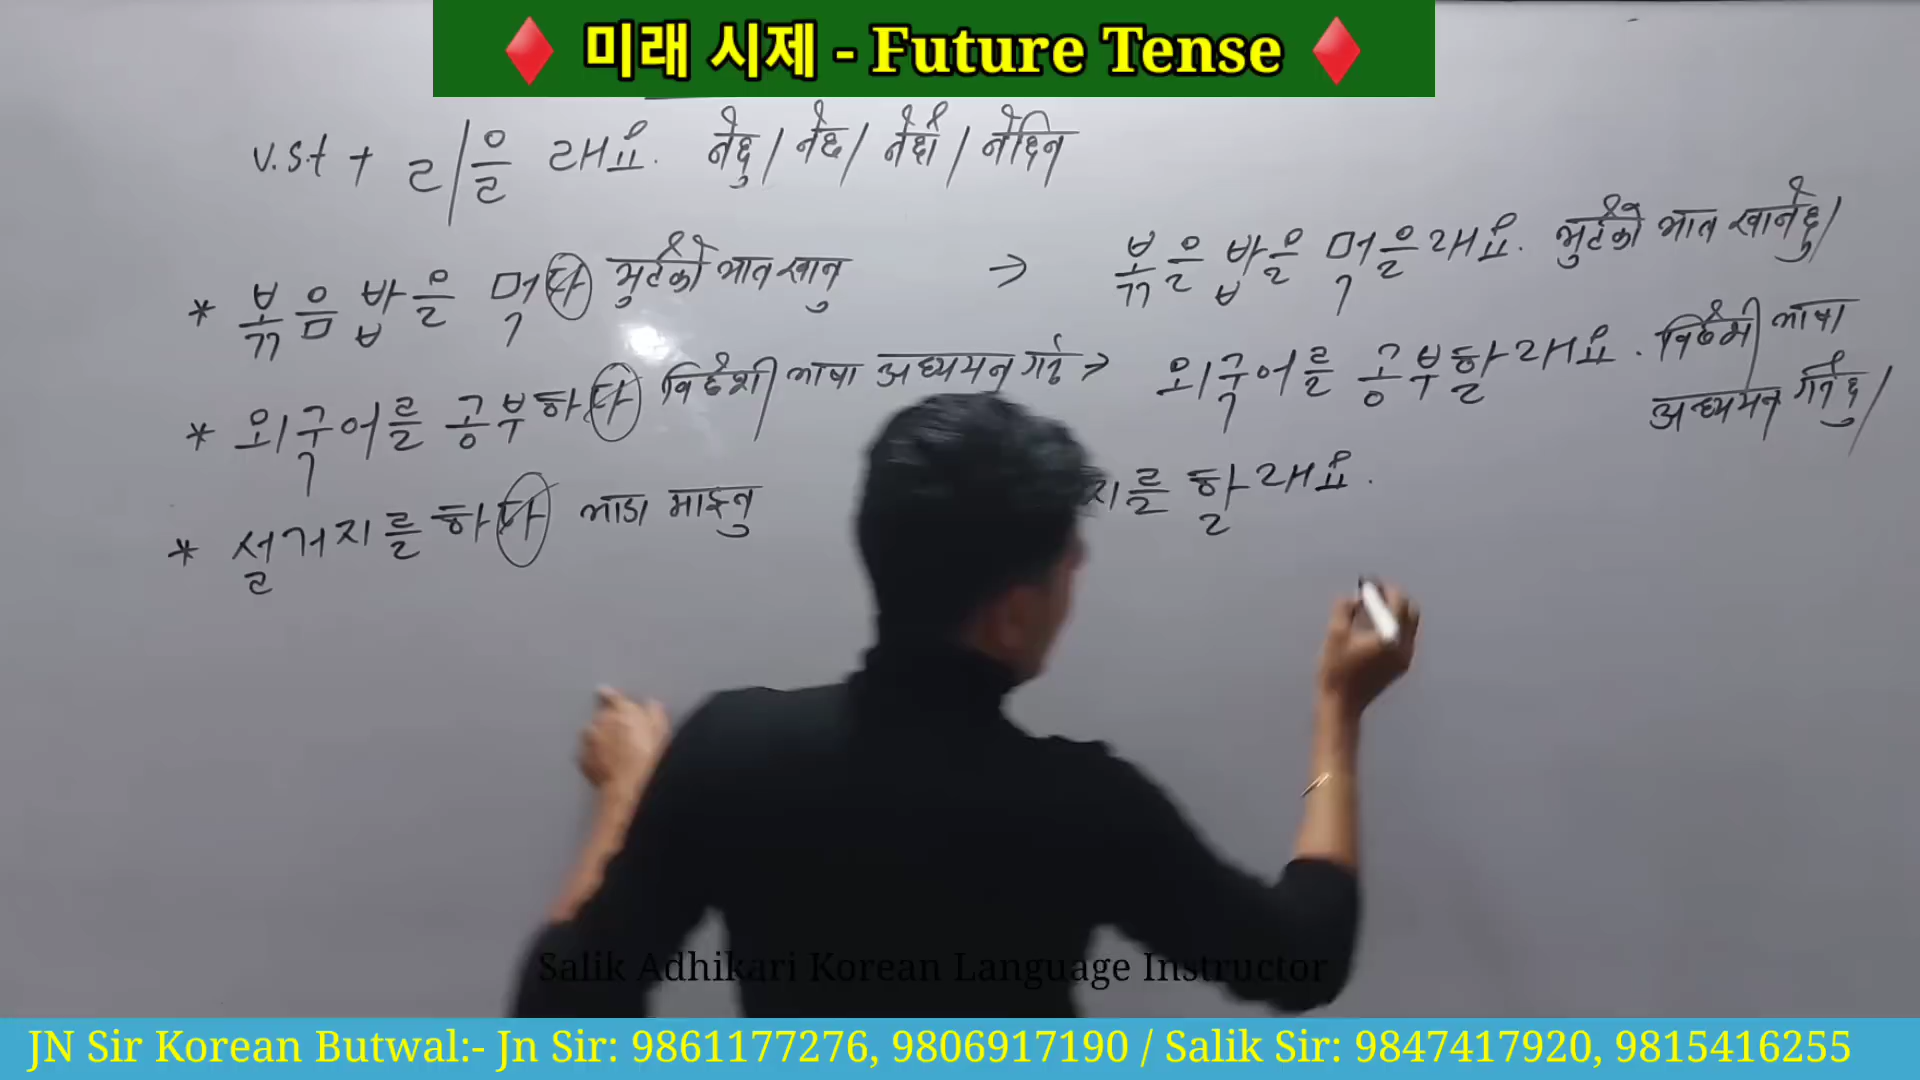 ♦ 미래 시제 - Future Tense ♦
v.st + ㄹ/을 래요. नेछु / नेछ / नेछौ / नेछिन
* 볶음 밥을 먹다 भुटेको भात खानु → 볶을 밥을 먹을래요. भुटेको भात खानेछु।
* 외국어를 공부하다 विदेशी भाषा अध्ययन गर्नु → 외국어를 공부할래요. विदेशी भाषा
अध्ययन गर्नेछु।
* 설거지를 하다 भाडा माझ्नु 지를 할래요.
Salik Adhikari Korean Language Instructor
JN Sir Korean Butwal:- Jn Sir: 9861177276, 9806917190 / Salik Sir: 9847417920, 9815416255